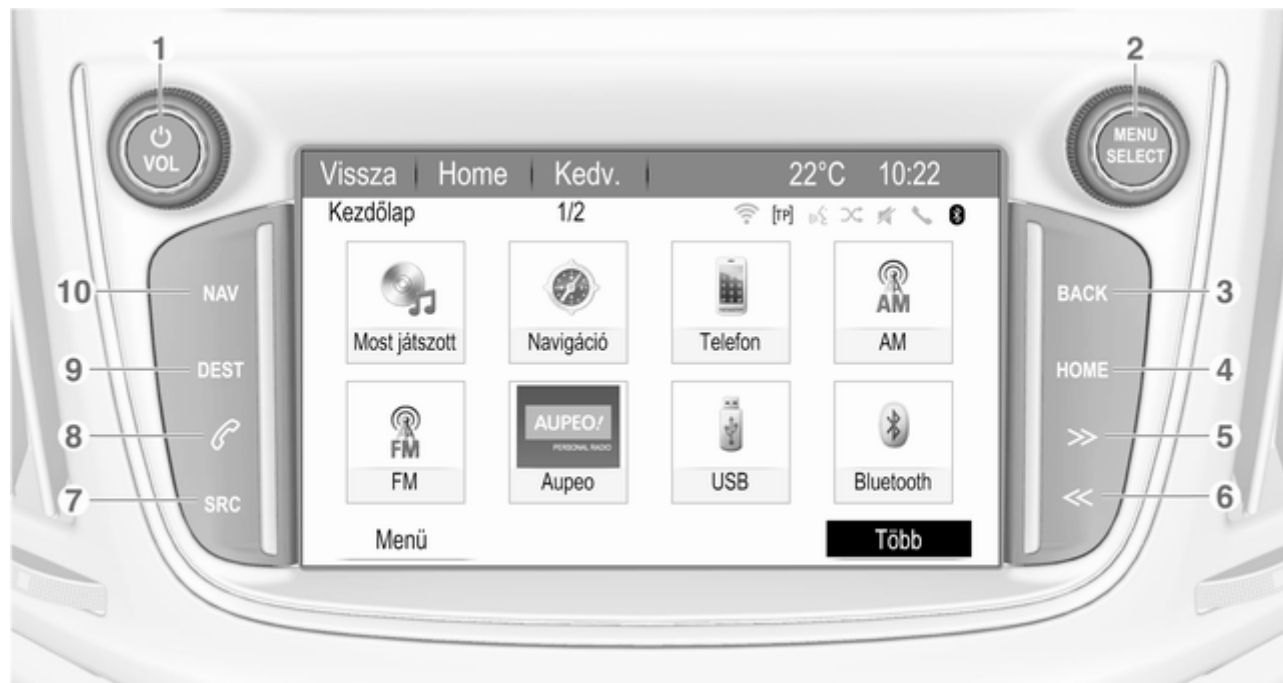 1
2
VOL
MENU
SELECT
Vissza Home Kedv. 22°C 10:22
Kezdőlap 1/2 [TP]
10 NAV
BACK 3
AM
Most játszott Navigáció Telefon AM
9 DEST
HOME 4
8
FM
AUPEO!
PERSONAL RADIO
5
FM Aupeo USB Bluetooth
7 SRC
6
Menü Több